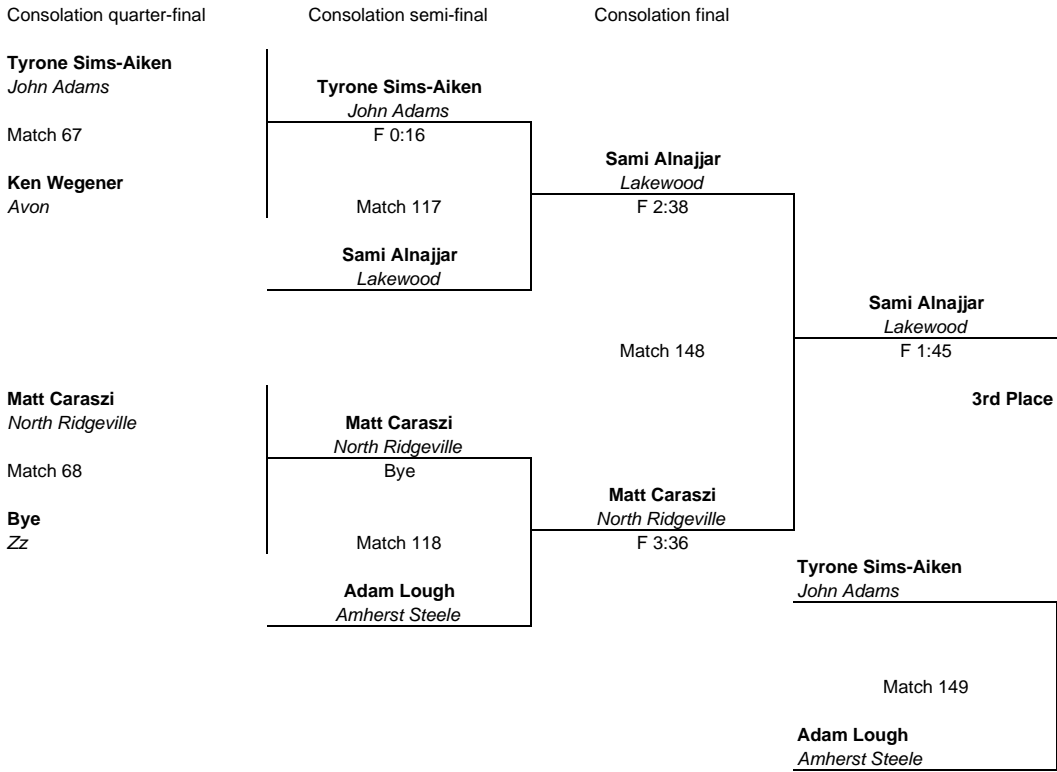 Consolation quarter-final Consolation semi-final Consolation final
Tyrone Sims-Aiken
John Adams
Match 67
Ken Wegener
Avon
Tyrone Sims-Aiken
John Adams
F 0:16
Match 117
Sami Alnajjar
Lakewood
Sami Alnajjar
Lakewood
F 2:38
Match 148
Sami Alnajjar
Lakewood
F 1:45
3rd Place
Matt Caraszi
North Ridgeville
Match 68
Bye
Zz
Matt Caraszi
North Ridgeville
Bye
Match 118
Adam Lough
Amherst Steele
Matt Caraszi
North Ridgeville
F 3:36
Tyrone Sims-Aiken
John Adams
Match 149
Adam Lough
Amherst Steele